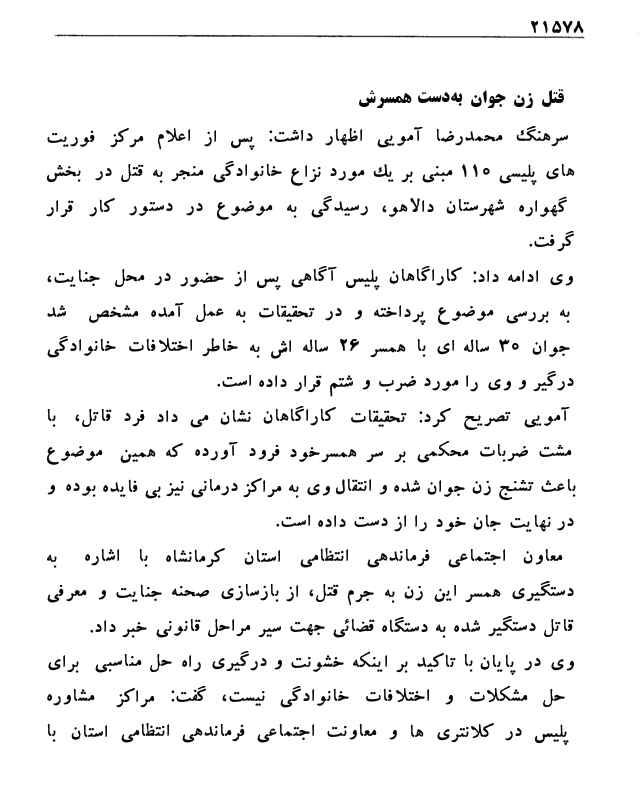 ۲۱۵۷۸
قتل زن جوان به‌دست همسرش
سرهنگ محمدرضا آمویی اظهار داشت: پس از اعلام مرکز فوریت
های پلیسی ۱۱۰ مبنی بر یك مورد نزاع خانوادگی منجر به قتل در بخش
گهواره شهرستان دالاهو، رسیدگی به موضوع در دستور کار قرار
گرفت.
وی ادامه داد: کاراگاهان پلیس آگاهی پس از حضور در محل جنایت،
به بررسی موضوع پرداخته و در تحقیقات به عمل آمده مشخص شد
جوان ۳۰ ساله ای با همسر ۲۶ ساله اش به خاطر اختلافات خانوادگی
درگیر و وی را مورد ضرب و شتم قرار داده است.
آمویی تصریح کرد: تحقیقات کاراگاهان نشان می داد فرد قاتل، با
مشت ضربات محکمی بر سر همسرخود فرود آورده که همین موضوع
باعث تشنج زن جوان شده و انتقال وی به مراکز درمانی نیز بی فایده بوده و
در نهایت جان خود را از دست داده است.
معاون اجتماعی فرماندهی انتظامی استان کرمانشاه با اشاره به
دستگیری همسر این زن به جرم قتل، از بازسازی صحنه جنایت و معرفی
قاتل دستگیر شده به دستگاه قضائی جهت سیر مراحل قانونی خبر داد.
وی در پایان با تاکید بر اینکه خشونت و درگیری راه حل مناسبی برای
حل مشکلات و اختلافات خانوادگی نیست، گفت: مراکز مشاوره
پلیس در کلانتری ها و معاونت اجتماعی فرماندهی انتظامی استان با